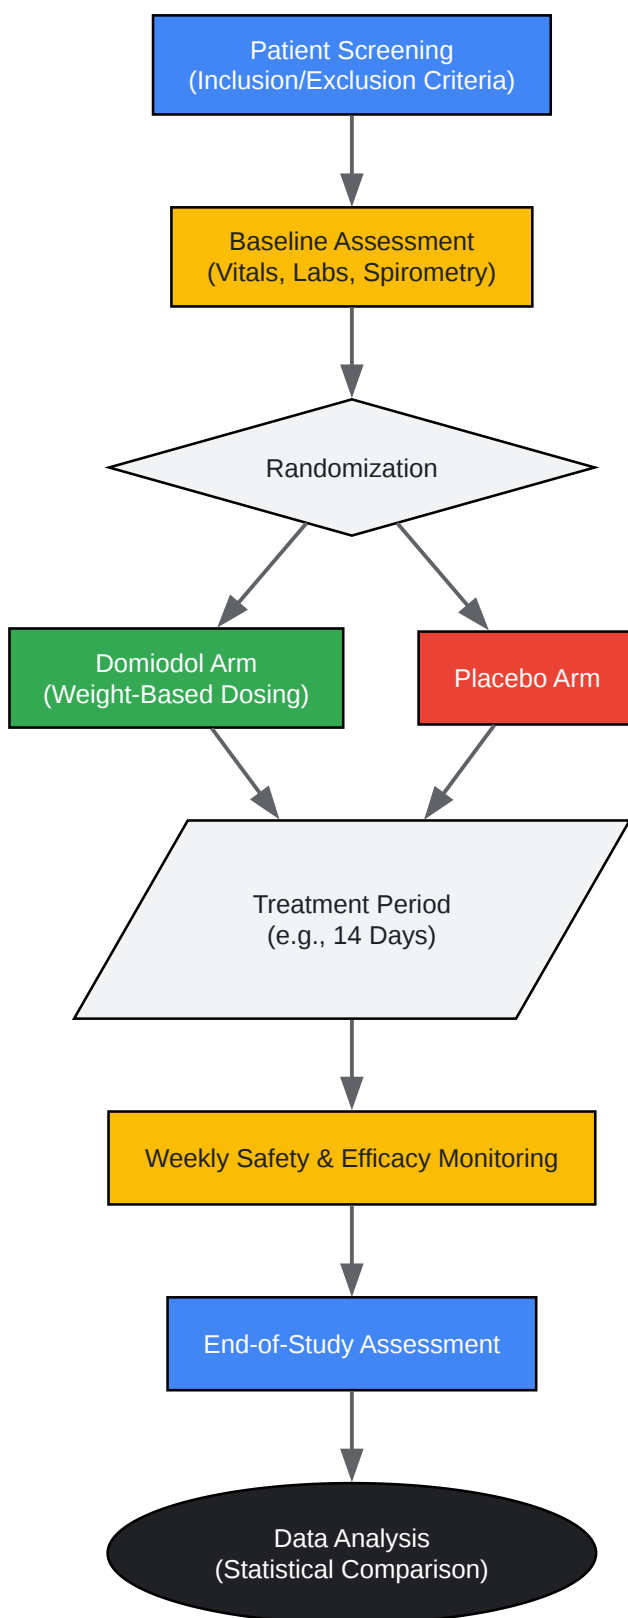 Patient Screening
(Inclusion/Exclusion Criteria)
Baseline Assessment
(Vitals, Labs, Spirometry)
Randomization
Domiodol Arm
(Weight-Based Dosing)
Placebo Arm
Treatment Period
(e.g., 14 Days)
Weekly Safety & Efficacy Monitoring
End-of-Study Assessment
Data Analysis
(Statistical Comparison)